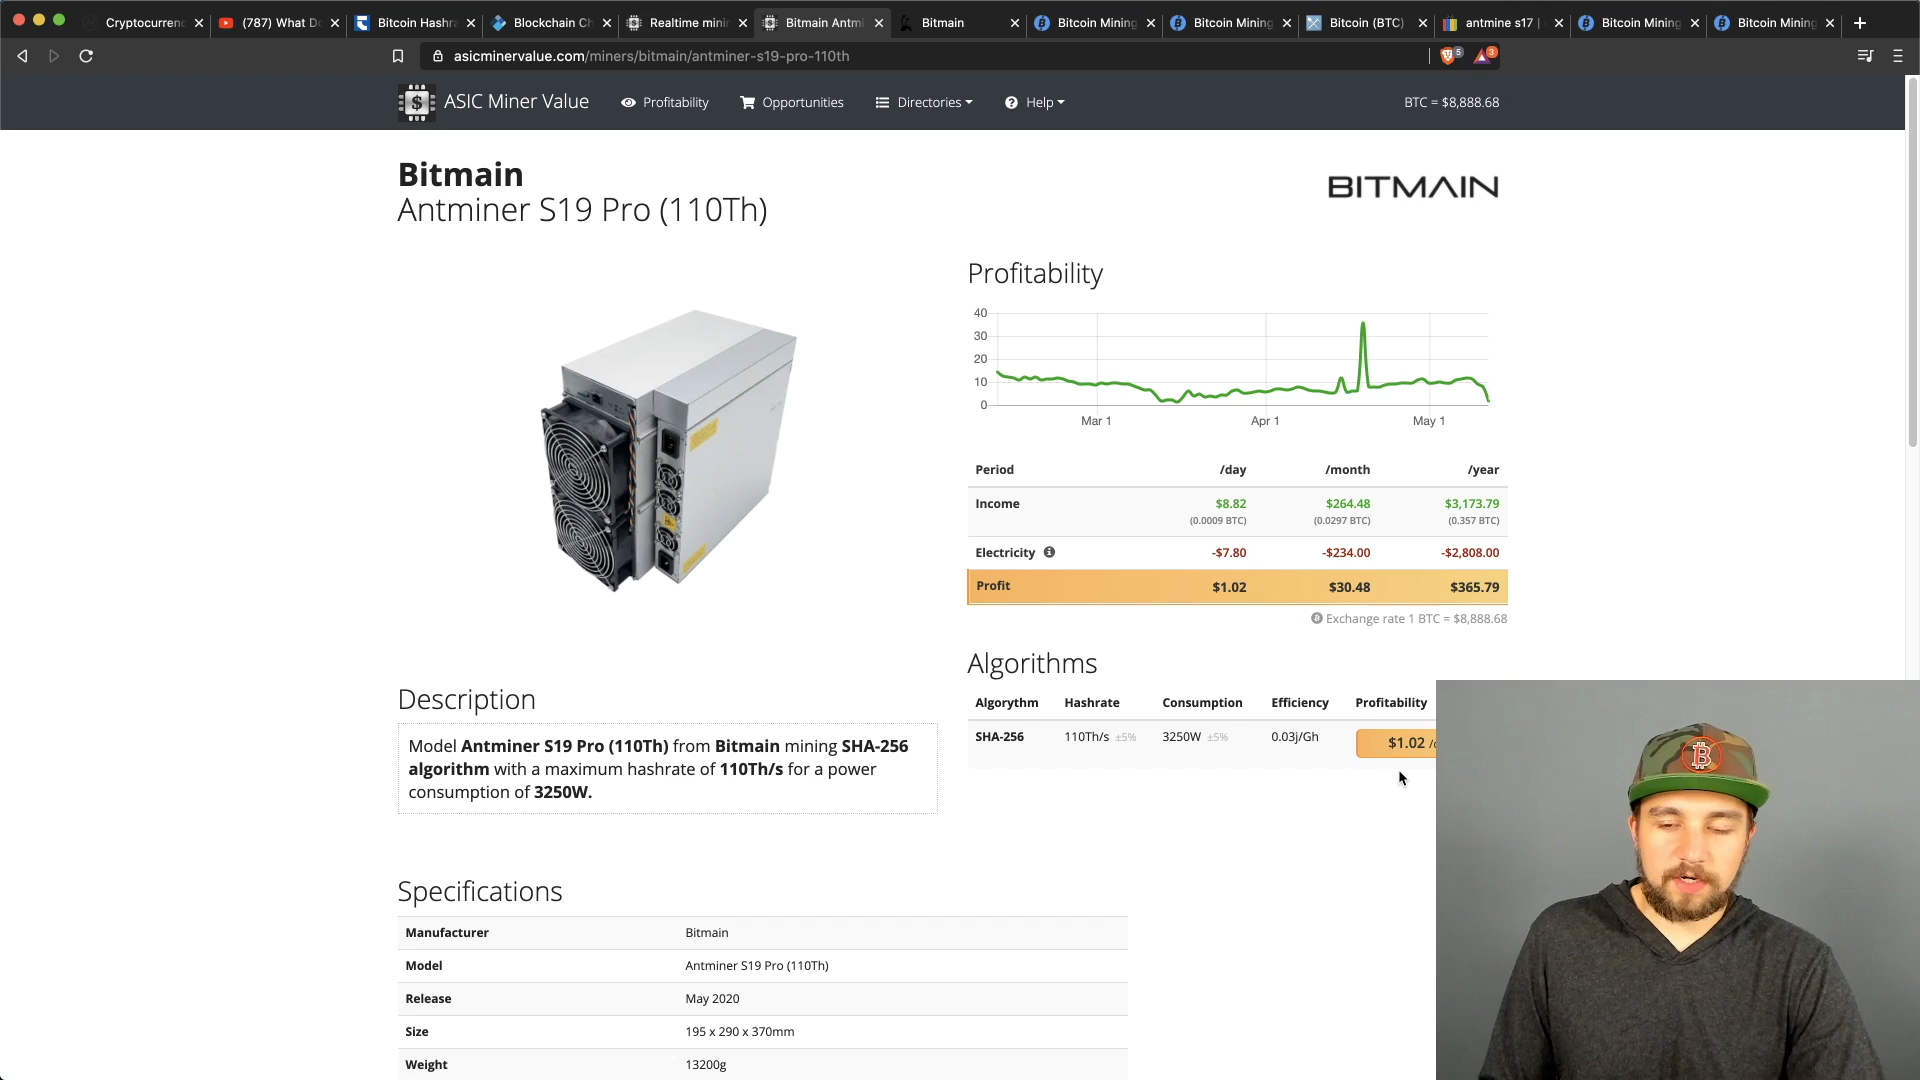 Cryptocurrenc
(787) What D
Bitcoin Hashra
Blockchain Ch
Realtime minin
Bitmain Antmi
Bitmain
Bitcoin Mining
Bitcoin Mining
Bitcoin (BTC)
antmine s17 |
Bitcoin Mining
Bitcoin Mining
asicminervalue.com/miners/bitmain/antminer-s19-pro-110th
5
3
ASIC Miner Value
Profitability
Opportunities
Directories
Help
BTC = $8,888.68
Bitmain
Antminer S19 Pro (110Th)
BITMAIN
Profitability
40
30
20
10
0
Mar 1
Apr 1
May 1
Period /day /month /year
Income $8.82 $264.48 $3,173.79
(0.0009 BTC) (0.0297 BTC) (0.357 BTC)
Electricity -$7.80 -$234.00 -$2,808.00
Profit $1.02 $30.48 $365.79
Exchange rate 1 BTC = $8,888.68
Algorithms
Algorythm Hashrate Consumption Efficiency Profitability
SHA-256 110Th/s ±5% 3250W ±5% 0.03j/Gh $1.02
Description
Model Antminer S19 Pro (110Th) from Bitmain mining SHA-256
algorithm with a maximum hashrate of 110Th/s for a power
consumption of 3250W.
Specifications
Manufacturer Bitmain
Model Antminer S19 Pro (110Th)
Release May 2020
Size 195 x 290 x 370mm
Weight 13200g